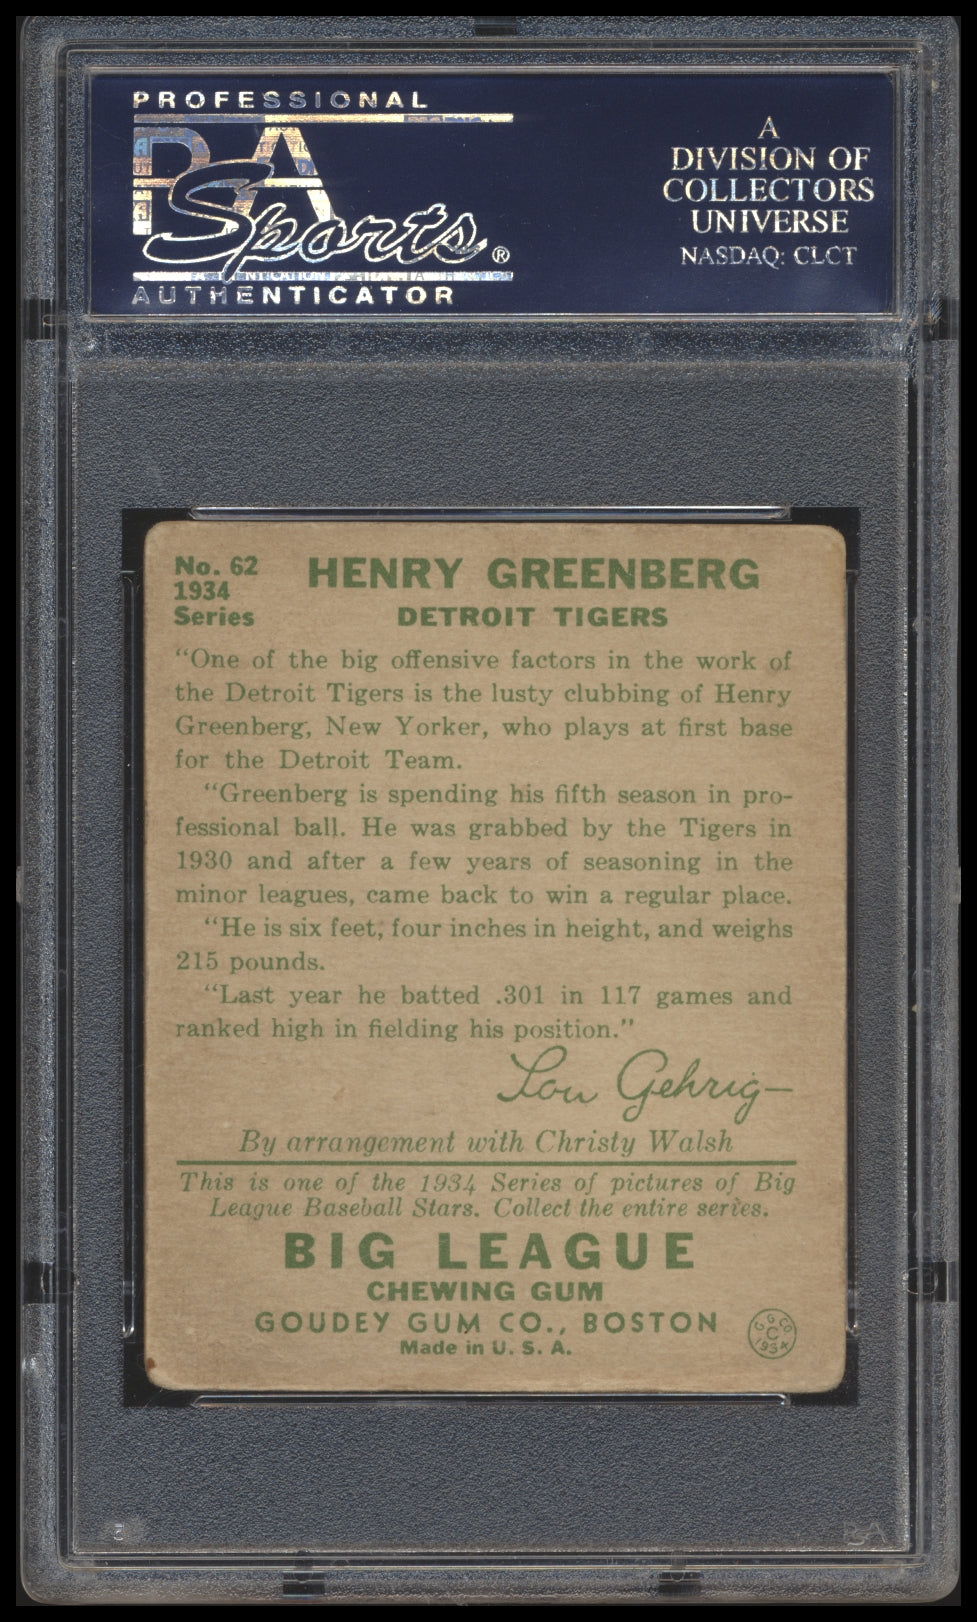 PROFESSIONAL
PSA
Sports®
AUTHENTICATOR
A
DIVISION OF
COLLECTORS
UNIVERSE
NASDAQ: CLCT
No. 62
1934
Series
HENRY GREENBERG
DETROIT TIGERS
"One of the big offensive factors in the work of
the Detroit Tigers is the lusty clubbing of Henry
Greenberg, New Yorker, who plays at first base
for the Detroit Team.
"Greenberg is spending his fifth season in pro-
fessional ball. He was grabbed by the Tigers in
1930 and after a few years of seasoning in the
minor leagues, came back to win a regular place.
"He is six feet, four inches in height, and weighs
215 pounds.
"Last year he batted .301 in 117 games and
ranked high in fielding his position."
Lou Gehrig—
By arrangement with Christy Walsh
This is one of the 1934 Series of pictures of Big
League Baseball Stars. Collect the entire series.
BIG LEAGUE
CHEWING GUM
GOUDEY GUM CO., BOSTON
Made in U. S. A.
G G CO
C
1934